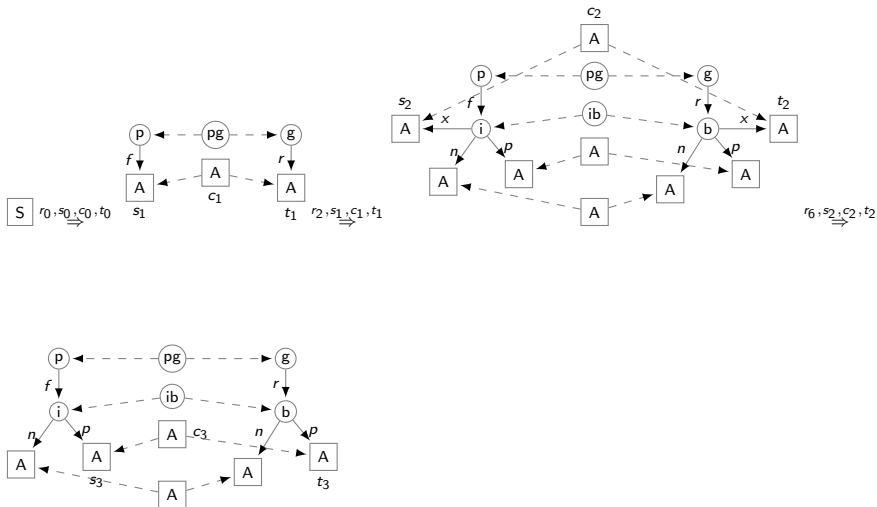 c2
A
p pg g
s2 f r t2
A x i ib b x A
p pg g
f r n p A n p
A A A A A A A
s1 c1 t1
S r0,s0,c0,t0 ⇒ r2,s1,c1,t1 ⇒ A r6,s2,c2,t2 ⇒
p pg g
f r
i ib b
n p A c3 n p
A A A A
s3 A t3